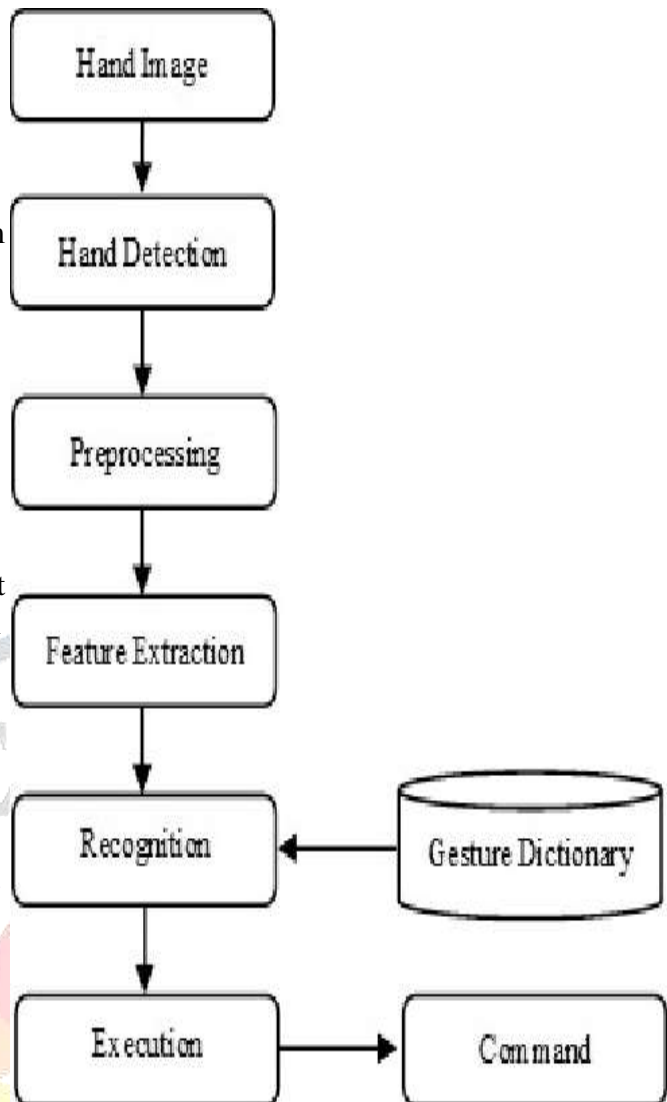 Hand Image
Hand Detection
Preprocessing
Feature Extraction
Recognition
Gesture Dictionary
Execution
Command